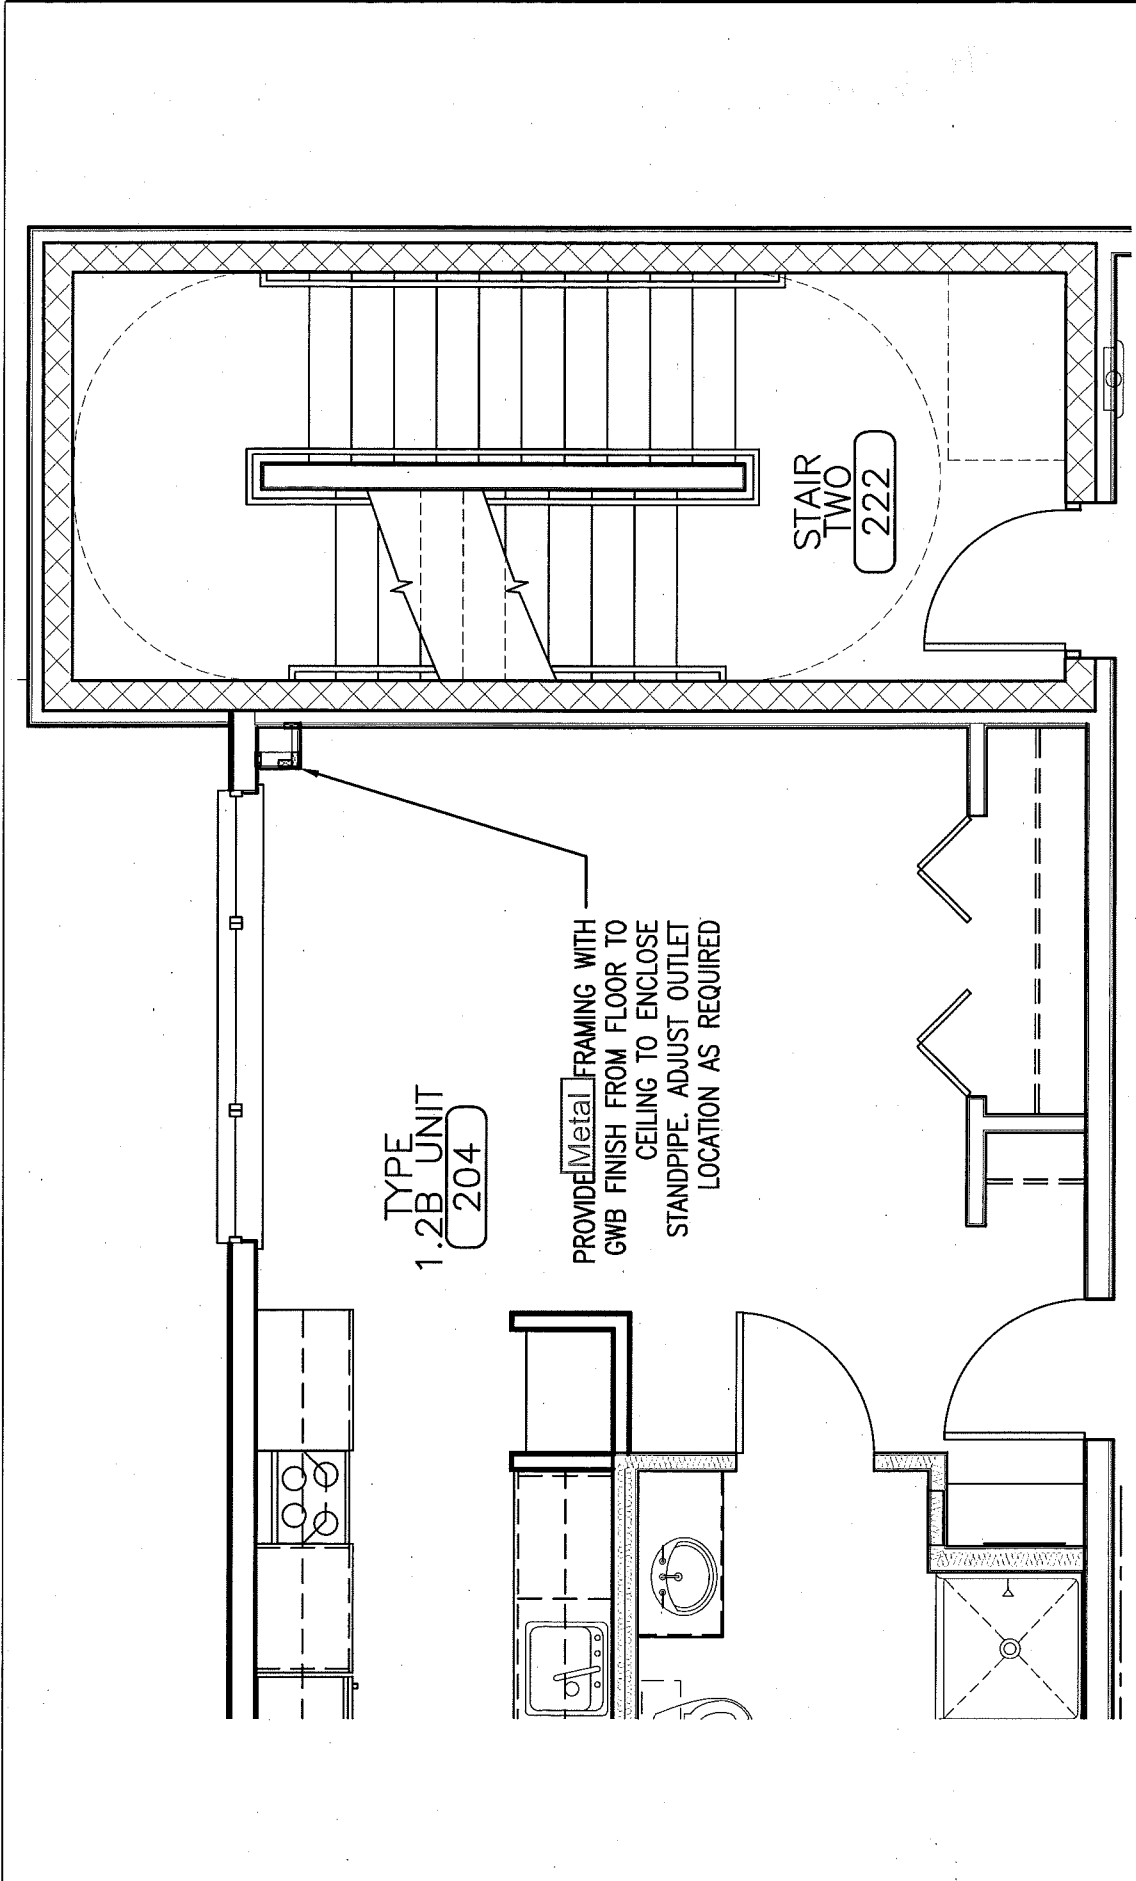 STAIR
TWO
222
TYPE
1.2B UNIT
204
PROVIDE Metal FRAMING WITH
GWB FINISH FROM FLOOR TO
CEILING TO ENCLOSE
STANDPIPE. ADJUST OUTLET
LOCATION AS REQUIRED